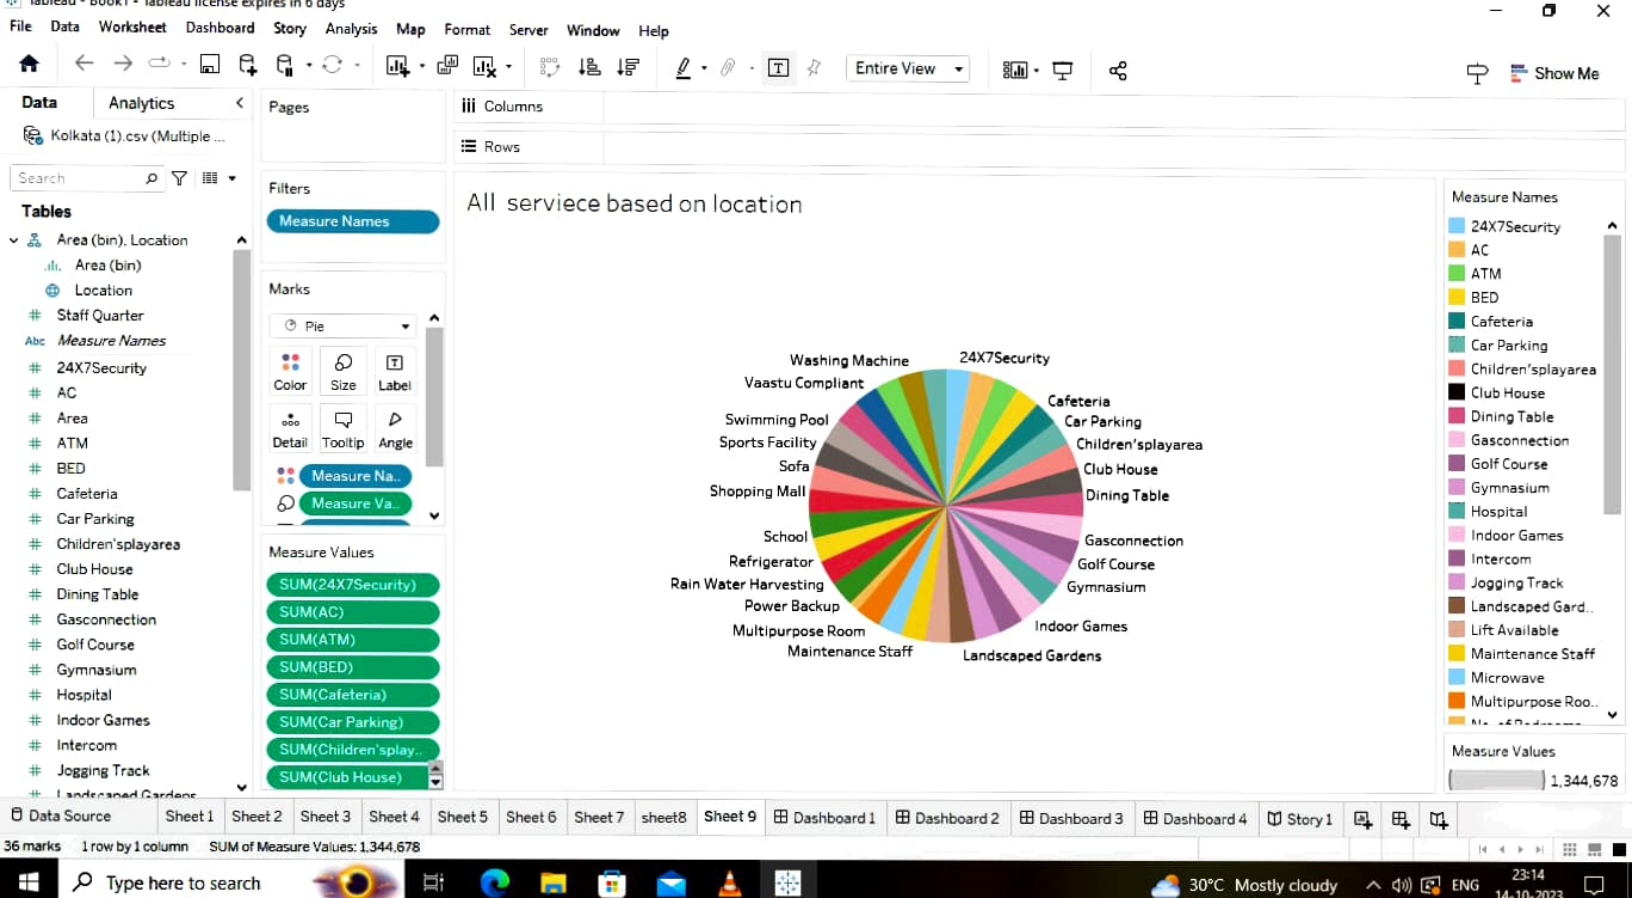 Tableau - Book1 - Tableau license expires in 6 days
File Data Worksheet Dashboard Story Analysis Map Format Server Window Help
Entire View
Show Me
Data Analytics
Kolkata (1).csv (Multiple ...
Search
Tables
Area (bin), Location
Area (bin)
Location
# Staff Quarter
Abc Measure Names
# 24X7Security
# AC
# Area
# ATM
# BED
# Cafeteria
# Car Parking
# Children'splayarea
# Club House
# Dining Table
# Gasconnection
# Golf Course
# Gymnasium
# Hospital
# Indoor Games
# Intercom
# Jogging Track
# Landscaped Gardens
Pages
Filters
Measure Names
Marks
Pie
Color Size Label
Detail Tooltip Angle
Measure Na..
Measure Va..
Measure Values
SUM(24X7Security)
SUM(AC)
SUM(ATM)
SUM(BED)
SUM(Cafeteria)
SUM(Car Parking)
SUM(Children'splay..
SUM(Club House)
Columns
Rows
All serviece based on location
24X7Security
Cafeteria
Car Parking
Children'splayarea
Club House
Dining Table
Gasconnection
Golf Course
Gymnasium
Indoor Games
Landscaped Gardens
Maintenance Staff
Multipurpose Room
Power Backup
Rain Water Harvesting
Refrigerator
School
Shopping Mall
Sofa
Sports Facility
Swimming Pool
Vaastu Compliant
Washing Machine
Measure Names
24X7Security
AC
ATM
BED
Cafeteria
Car Parking
Children'splayarea
Club House
Dining Table
Gasconnection
Golf Course
Gymnasium
Hospital
Indoor Games
Intercom
Jogging Track
Landscaped Gard..
Lift Available
Maintenance Staff
Microwave
Multipurpose Roo..
No. of Bedrooms
Measure Values
1,344,678
Data Source Sheet 1 Sheet 2 Sheet 3 Sheet 4 Sheet 5 Sheet 6 Sheet 7 sheet8 Sheet 9 Dashboard 1 Dashboard 2 Dashboard 3 Dashboard 4 Story 1
36 marks 1 row by 1 column SUM of Measure Values: 1,344,678
Type here to search
30°C Mostly cloudy
ENG
23:14
14-10-2023